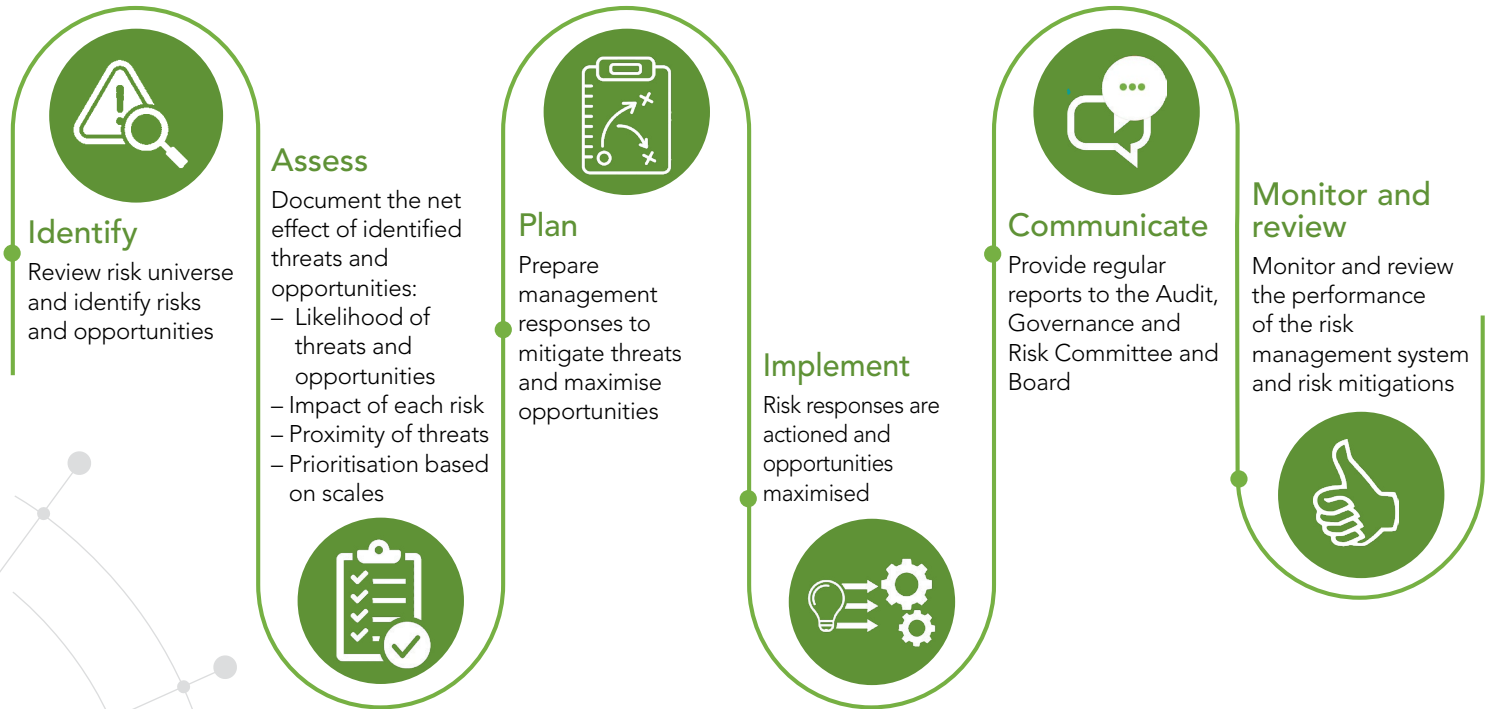 Identify
Review risk universe
and identify risks
and opportunities
Assess
Document the net
effect of identified
threats and
opportunities:
– Likelihood of
threats and
opportunities
– Impact of each risk
– Proximity of threats
– Prioritisation based
on scales
Plan
Prepare
management
responses to
mitigate threats
and maximise
opportunities
Implement
Risk responses are
actioned and
opportunities
maximised
Communicate
Provide regular
reports to the Audit,
Governance and
Risk Committee and
Board
Monitor and
review
Monitor and review
the performance
of the risk
management system
and risk mitigations